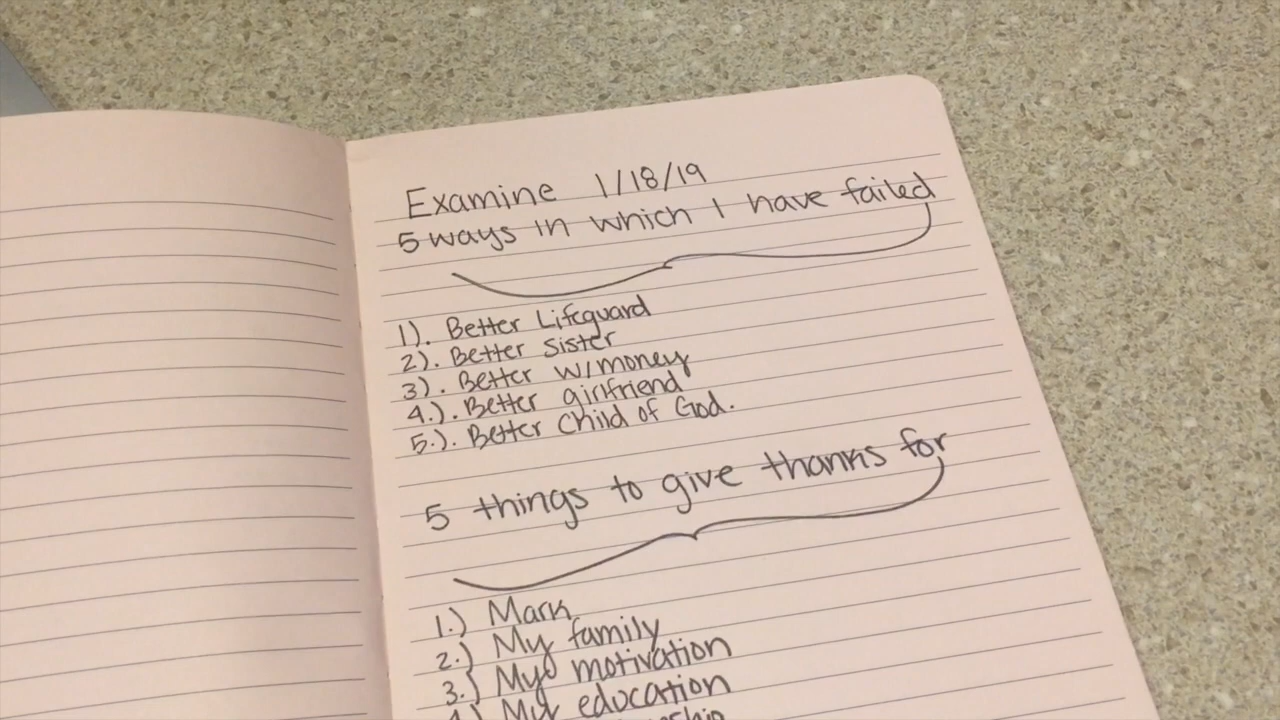 Examine 1/18/19
5 ways in which I have failed
1). Better Lifeguard
2). Better Sister
3). Better w/money
4.). Better girlfriend
5.). Better Child of God.
5 things to give thanks for
1.) Mark
2.) My family
3.) My motivation
4.) My education